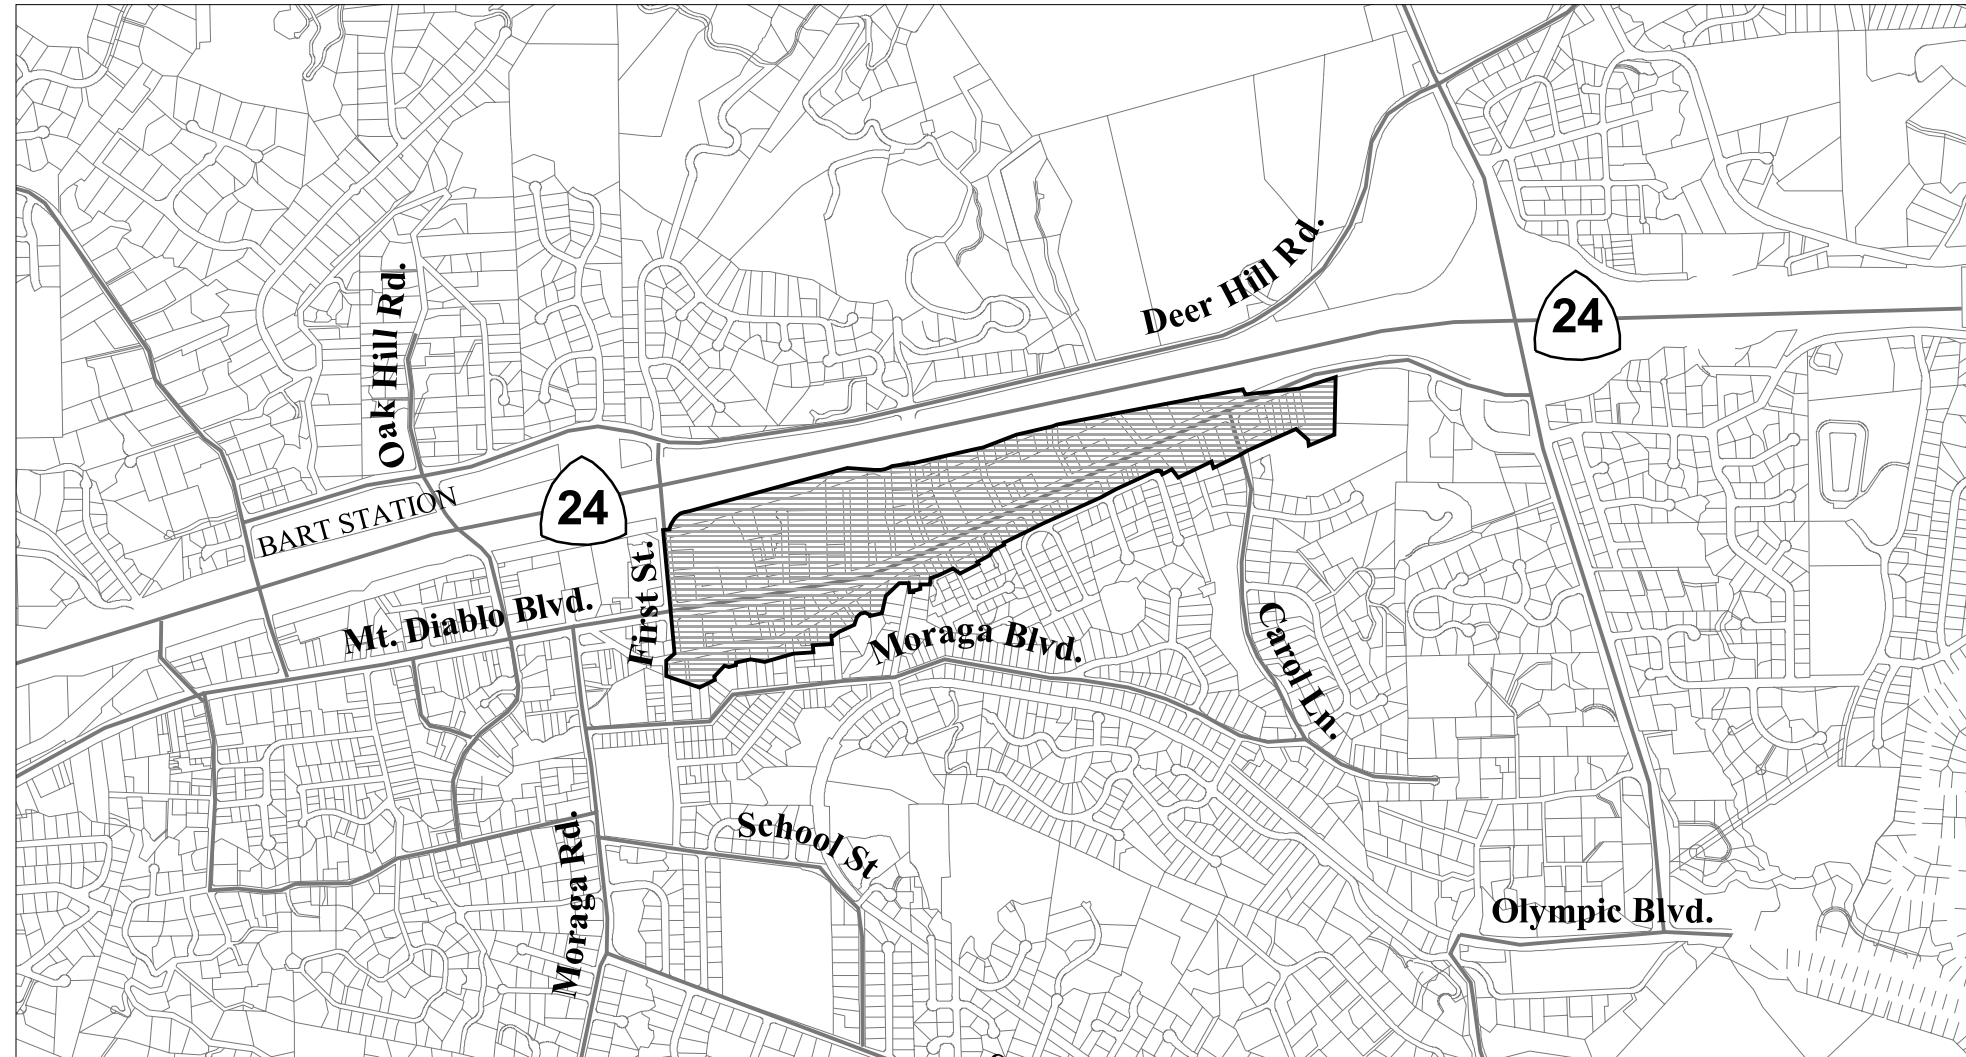 Oak Hill Rd.
Deer Hill Rd.
24
BART STATION
24
Mt. Diablo Blvd.
First St.
Moraga Blvd.
Carol Ln.
School St
Moraga Rd.
Olympic Blvd.